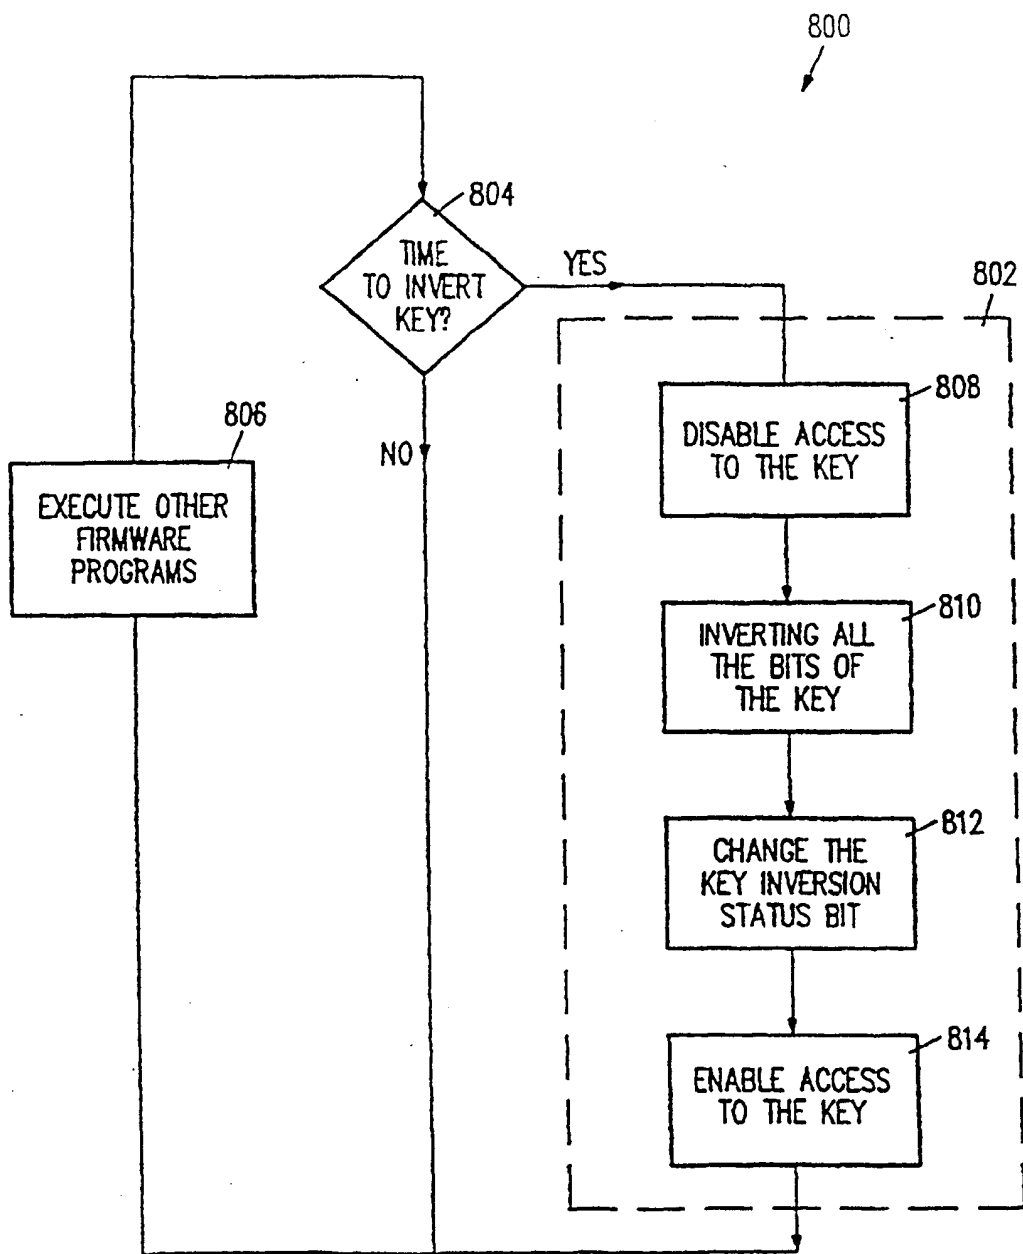 800
804
TIME
TO INVERT
KEY?
YES
802
808
DISABLE ACCESS
TO THE KEY
806
NO
EXECUTE OTHER
FIRMWARE
PROGRAMS
810
INVERTING ALL
THE BITS OF
THE KEY
812
CHANGE THE
KEY INVERSION
STATUS BIT
814
ENABLE ACCESS
TO THE KEY